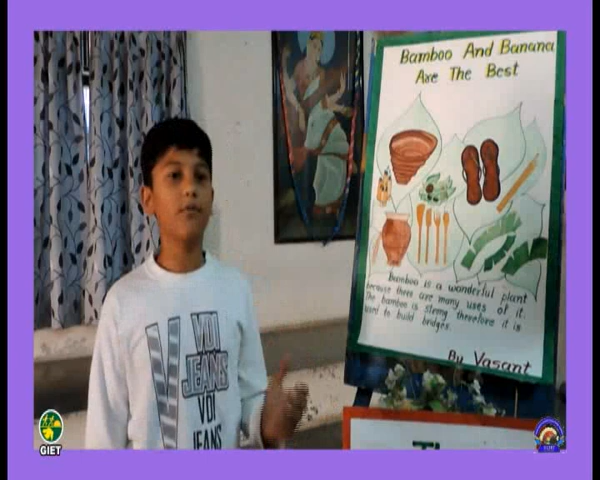 Bamboo And Banana
Are The Best
Bamboo is a wonderful plant
because there are many uses of it.
The bamboo is strong therefore it is
used to build bridges.
By Vasant
VOI
JEANS
VOI
JEANS
GIET